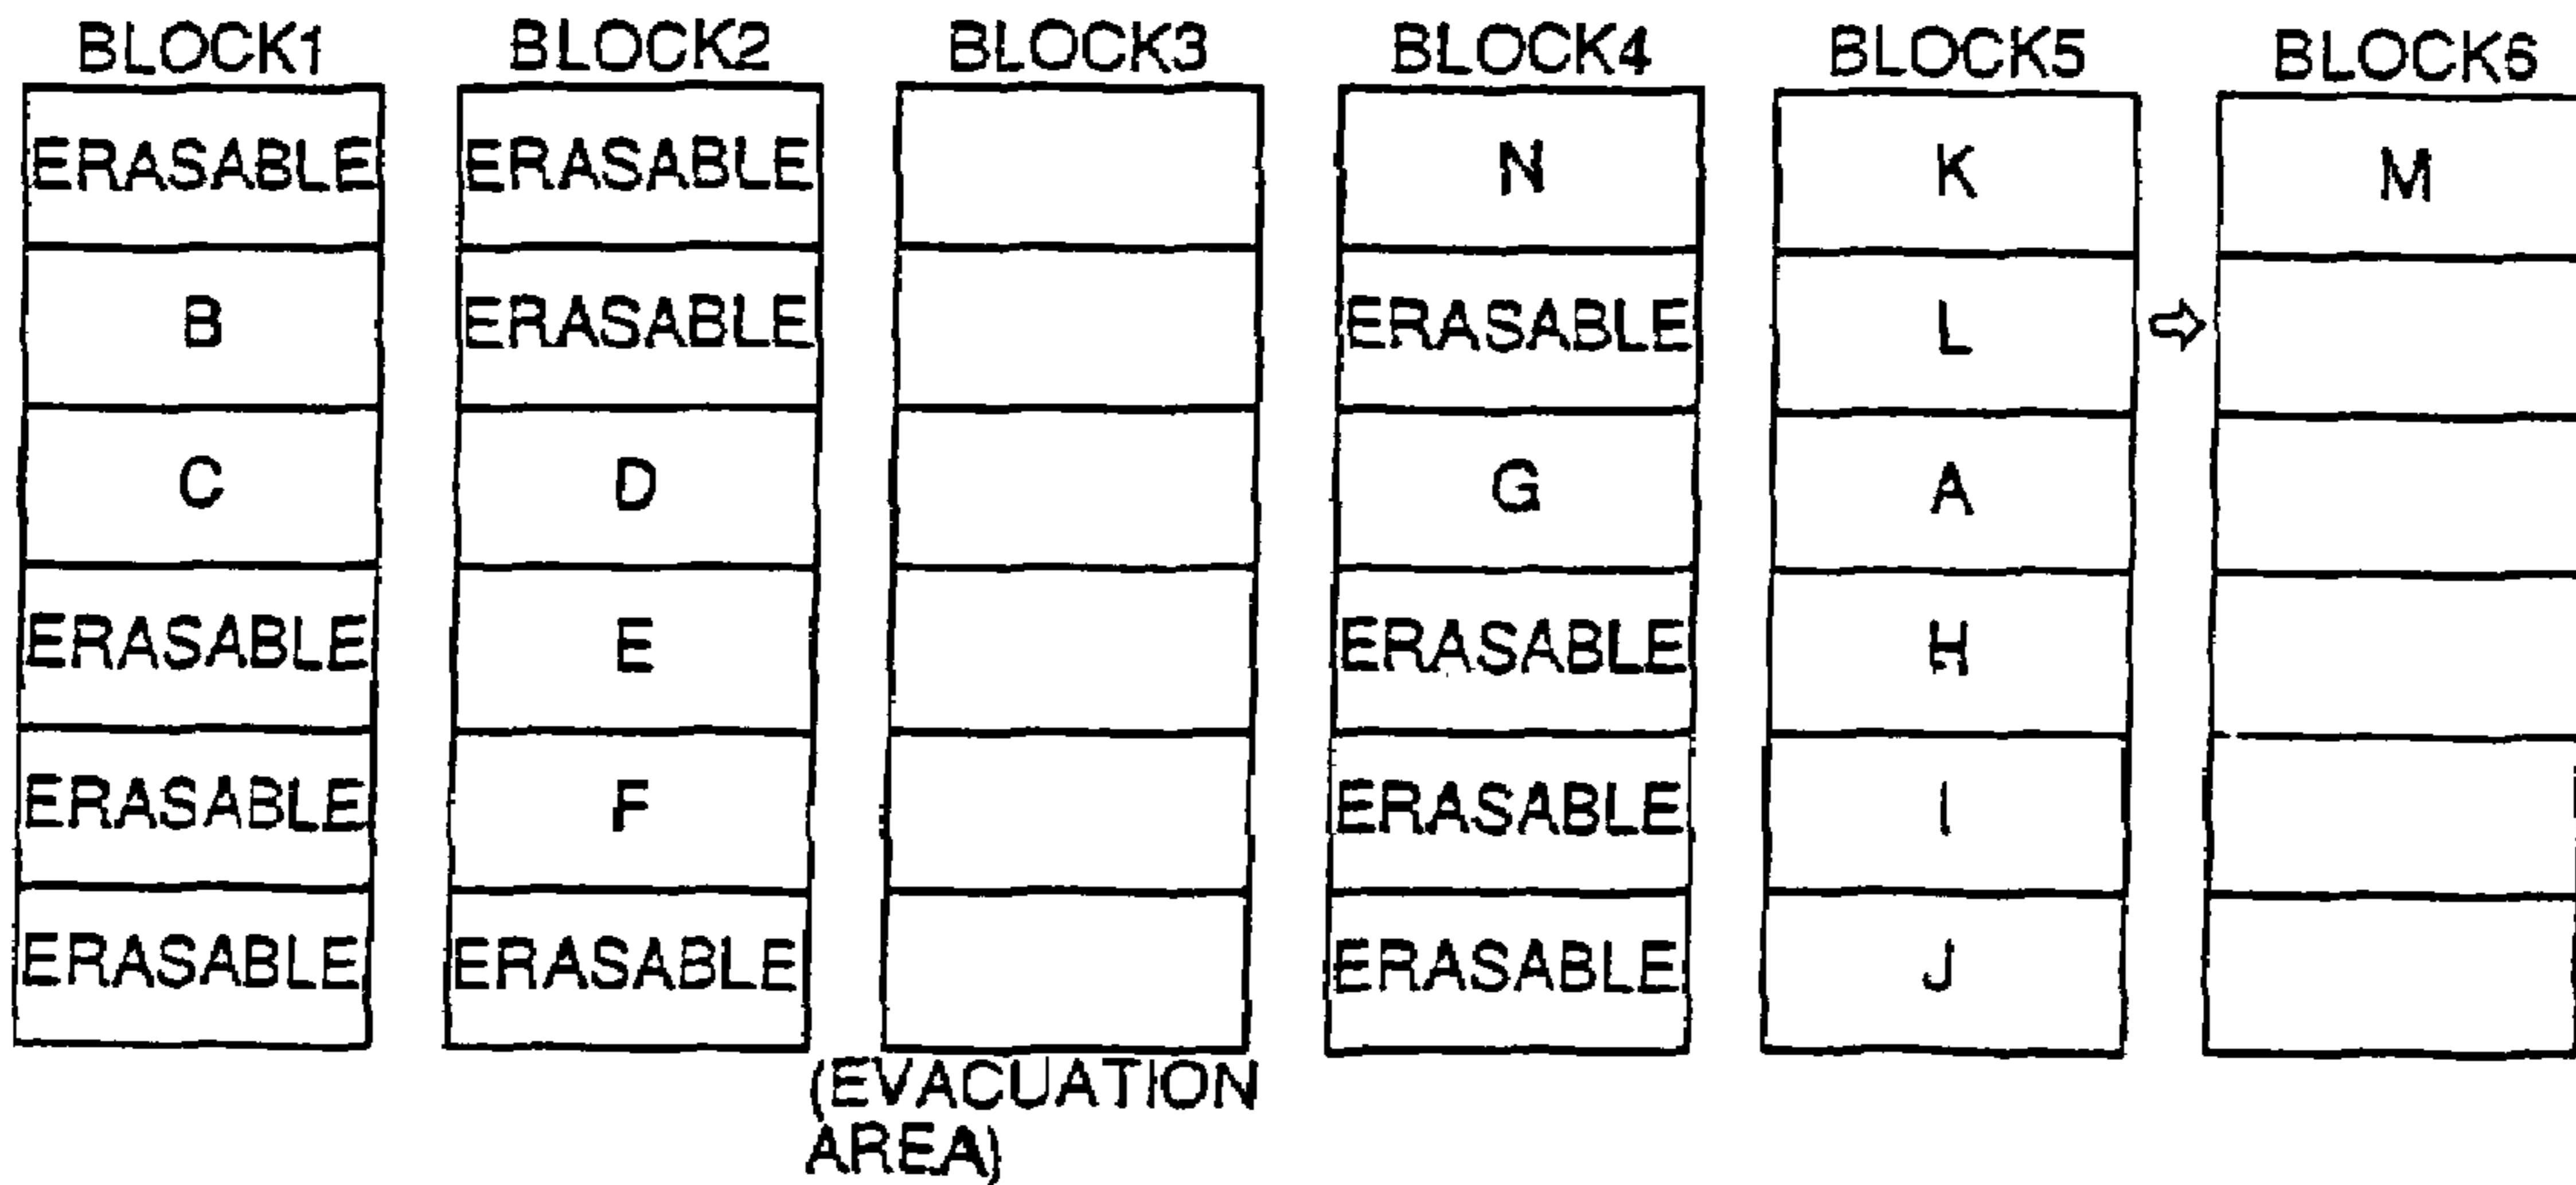 BLOCK1 BLOCK2 BLOCK3 BLOCK4 BLOCK5 BLOCK6
ERASABLE ERASABLE N K M
B ERASABLE ERASABLE L
C D G A
ERASABLE E ERASABLE H
ERASABLE F ERASABLE I
ERASABLE ERASABLE ERASABLE J
(EVACUATION
AREA)